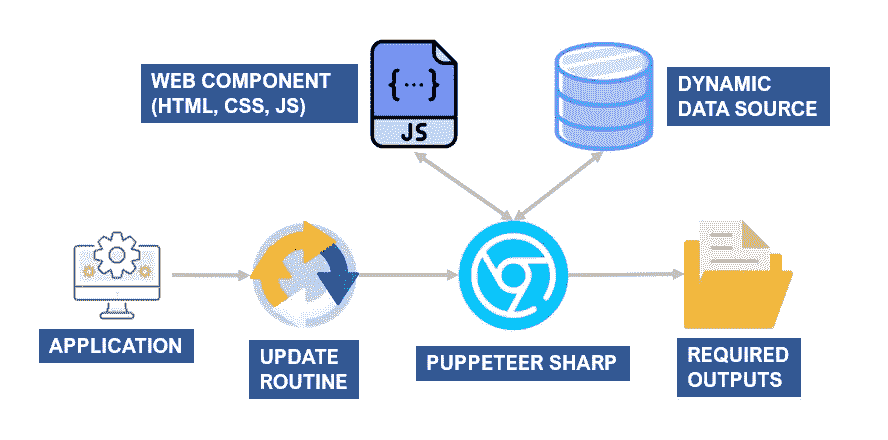 WEB COMPONENT
(HTML, CSS, JS)
{···}
JS
DYNAMIC
DATA SOURCE
APPLICATION
UPDATE
ROUTINE
PUPPETEER SHARP
REQUIRED
OUTPUTS